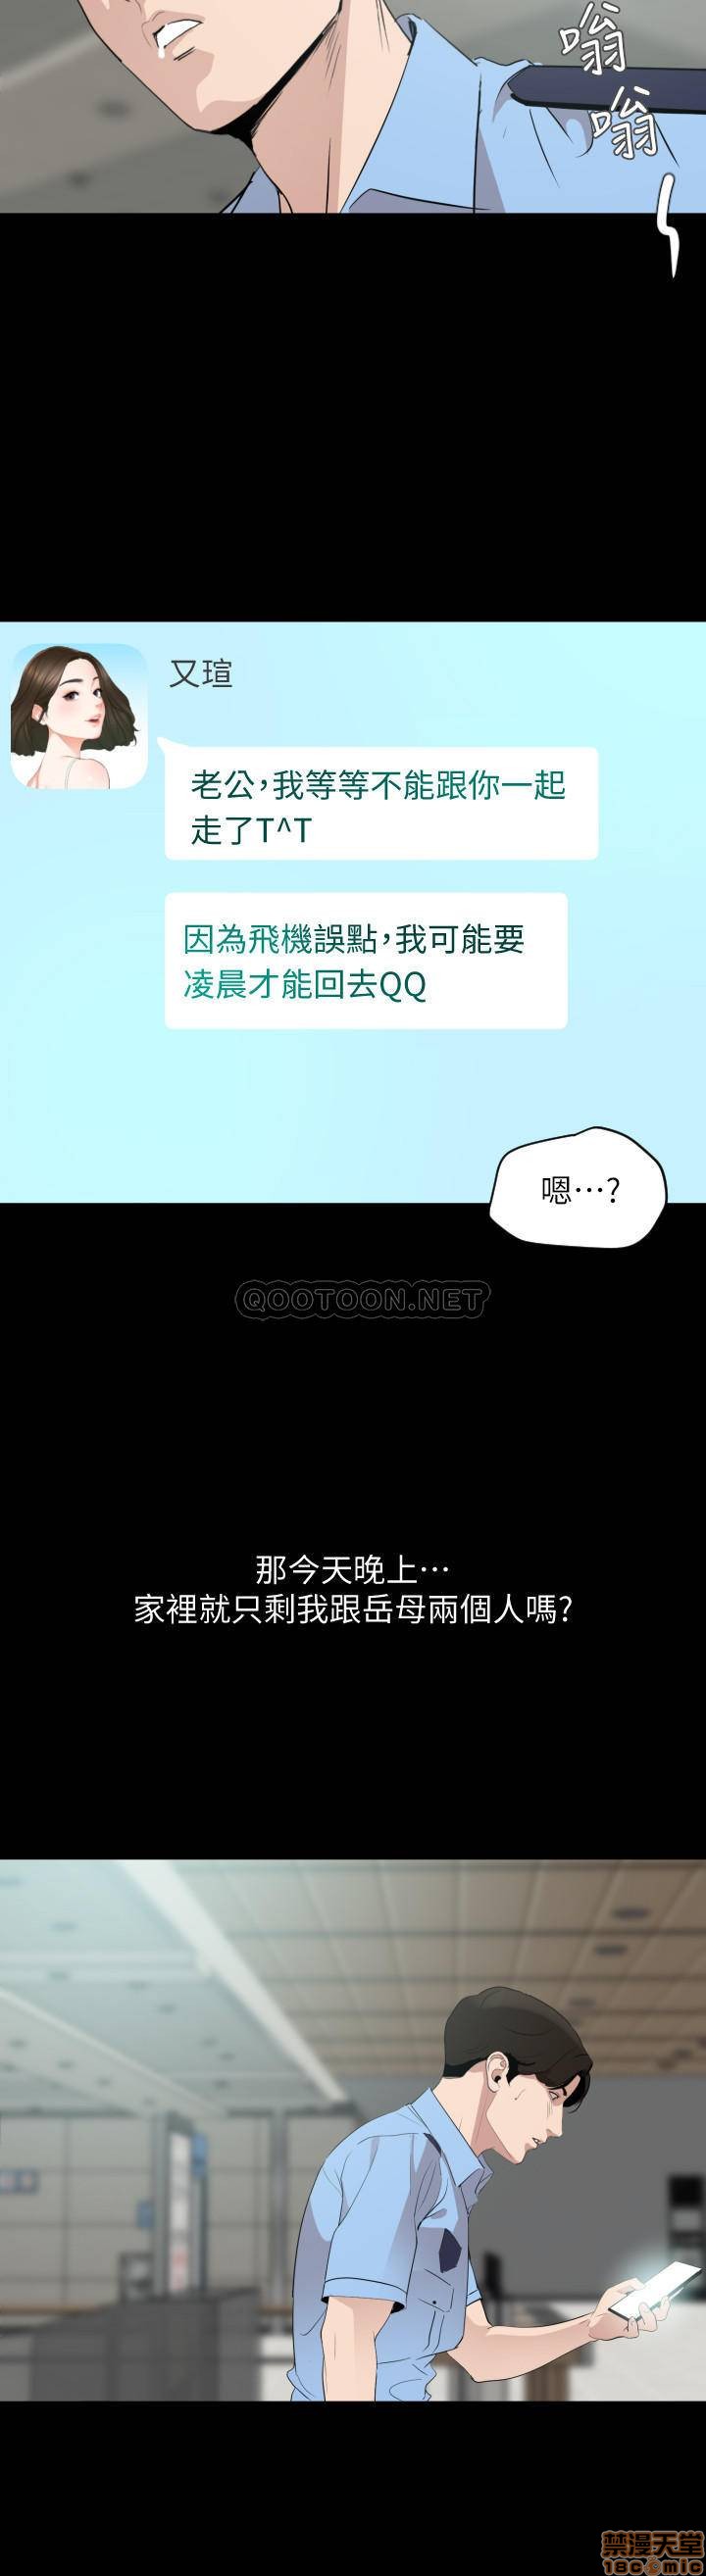 嗡
嗡
又瑄
老公，我等等不能跟你一起
走了T^T
因為飛機誤點，我可能要
凌晨才能回去QQ
嗯…?
QOOTOON.NET
那今天晚上…
家裡就只剩我跟岳母兩個人嗎?
禁漫天堂
18comic